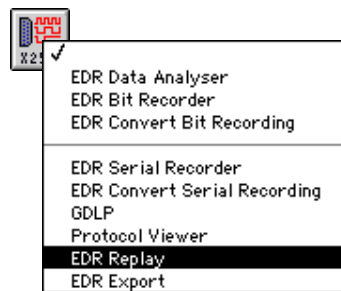 X25
EDR Data Analyser
EDR Bit Recorder
EDR Convert Bit Recording
EDR Serial Recorder
EDR Convert Serial Recording
GDLP
Protocol Viewer
EDR Replay
EDR Export